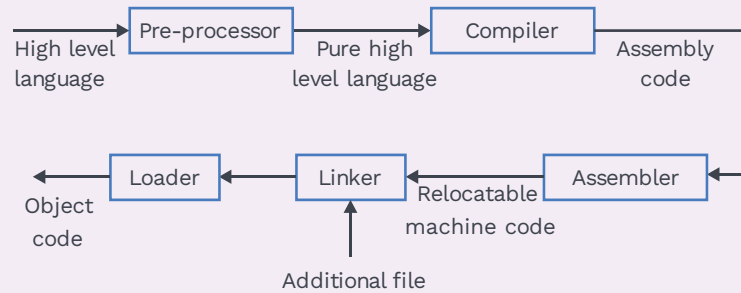 Pre-processor
Compiler
High level
language
Pure high
level language
Assembly
code
Loader
Linker
Assembler
Object
code
Relocatable
machine code
Additional file